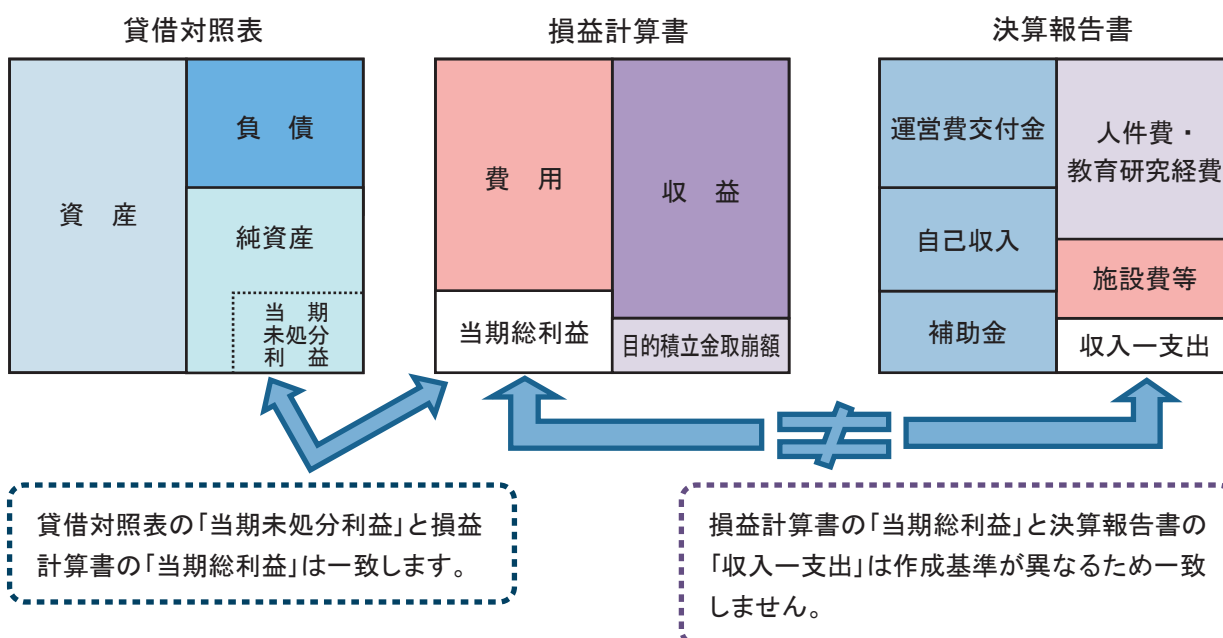 貸借対照表
資　産
負　債
純資産
当　期
未処分
利　益
損益計算書
費　用
当期総利益
収　益
目的積立金取崩額
決算報告書
運営費交付金
自己収入
補助金
人件費・
教育研究経費
施設費等
収入－支出
≠
貸借対照表の「当期未処分利益」と損益
計算書の「当期総利益」は一致します。
損益計算書の「当期総利益」と決算報告書の
「収入－支出」は作成基準が異なるため一致
しません。